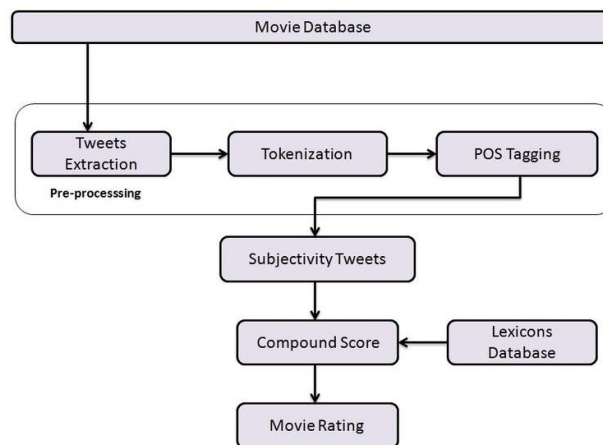 Movie Database
Tweets
Extraction
Tokenization
POS Tagging
Pre-processsing
Subjectivity Tweets
Compound Score
Lexicons
Database
Movie Rating